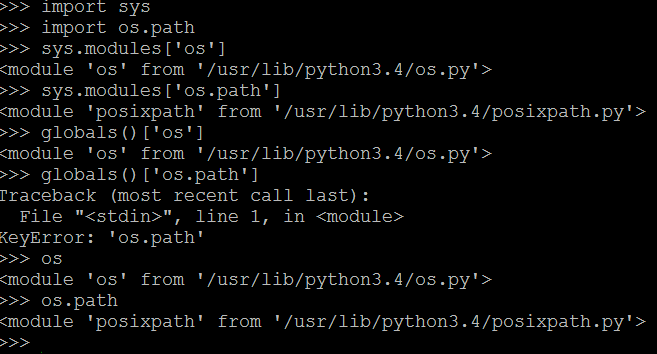 >>> import sys
>>> import os.path
>>> sys.modules['os']
<module 'os' from '/usr/lib/python3.4/os.py'>
>>> sys.modules['os.path']
<module 'posixpath' from '/usr/lib/python3.4/posixpath.py'>
>>> globals()['os']
<module 'os' from '/usr/lib/python3.4/os.py'>
>>> globals()['os.path']
Traceback (most recent call last):
  File "<stdin>", line 1, in <module>
KeyError: 'os.path'
>>> os
<module 'os' from '/usr/lib/python3.4/os.py'>
>>> os.path
<module 'posixpath' from '/usr/lib/python3.4/posixpath.py'>
>>>